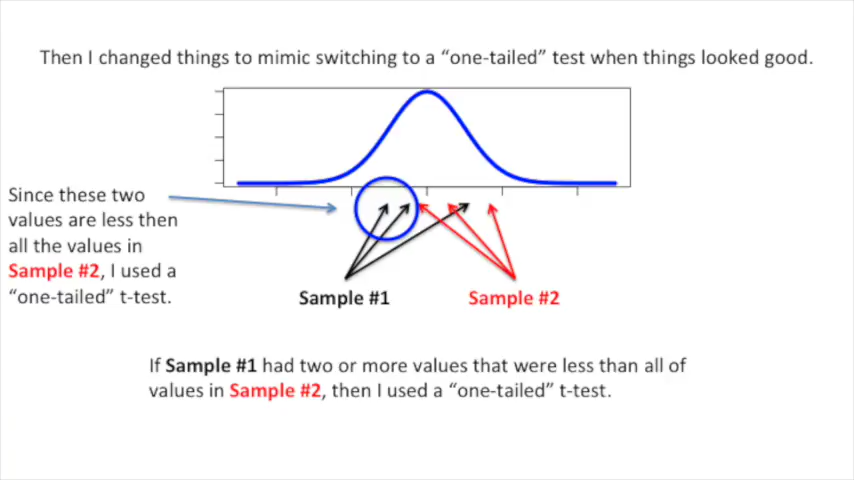 Then I changed things to mimic switching to a “one-tailed” test when things looked good.
Since these two
values are less then
all the values in
Sample #2, I used a
“one-tailed” t-test.
Sample #1
Sample #2
If Sample #1 had two or more values that were less than all of
values in Sample #2, then I used a “one-tailed” t-test.